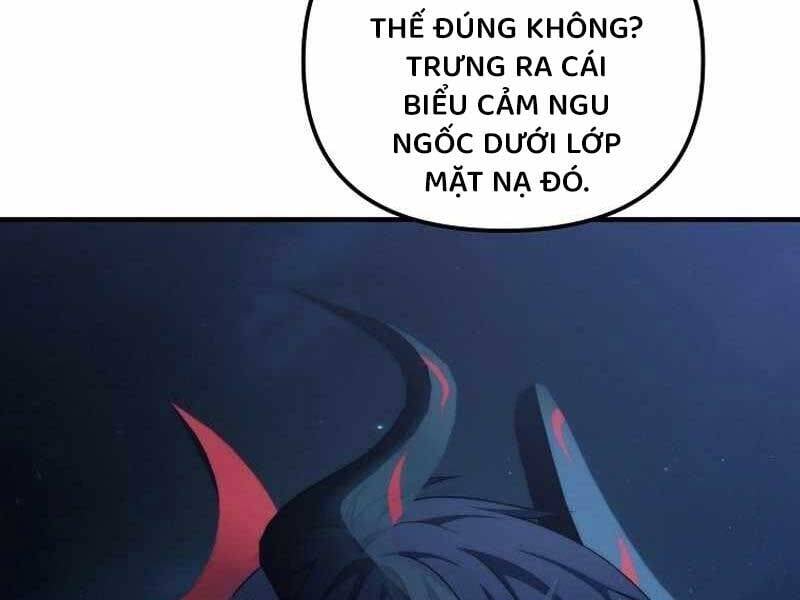 THẾ ĐÚNG KHÔNG?
TRƯNG RA CÁI
BIỂU CẢM NGU
NGỐC DƯỚI LỚP
MẶT NẠ ĐÓ.